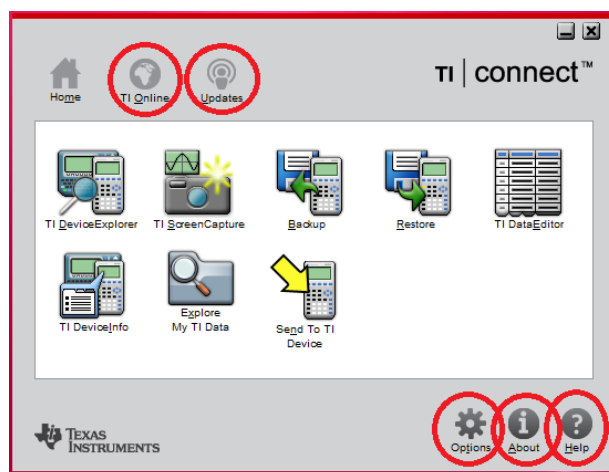 TI | connect™
Home TI Online Updates
TI DeviceExplorer TI ScreenCapture Backup Restore TI DataEditor
TI DeviceInfo Explore My TI Data Send To TI Device
TEXAS
INSTRUMENTS
Options About Help